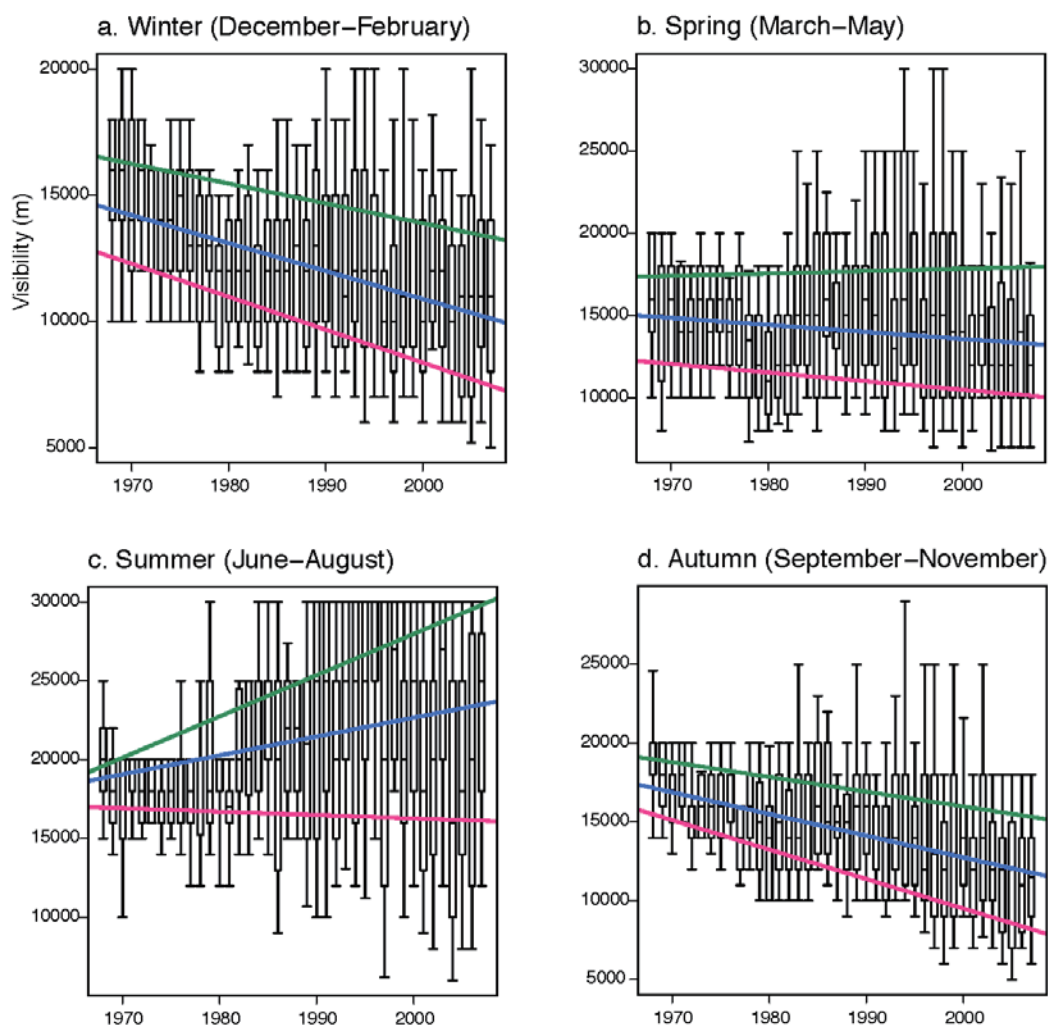 a. Winter (December–February)
20000
15000
10000
5000
Visibility (m)
1970 1980 1990 2000
b. Spring (March–May)
30000
25000
20000
15000
10000
1970 1980 1990 2000
c. Summer (June–August)
30000
25000
20000
15000
10000
1970 1980 1990 2000
d. Autumn (September–November)
25000
20000
15000
10000
5000
1970 1980 1990 2000